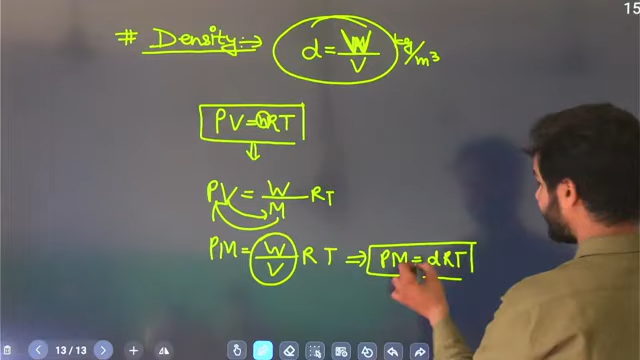 15
# Density:⇒ d = W/V kg/m³
PV = nRT
⇓
PV = W/M RT
PM = W/V RT ⇒ PM = dRT
13/13